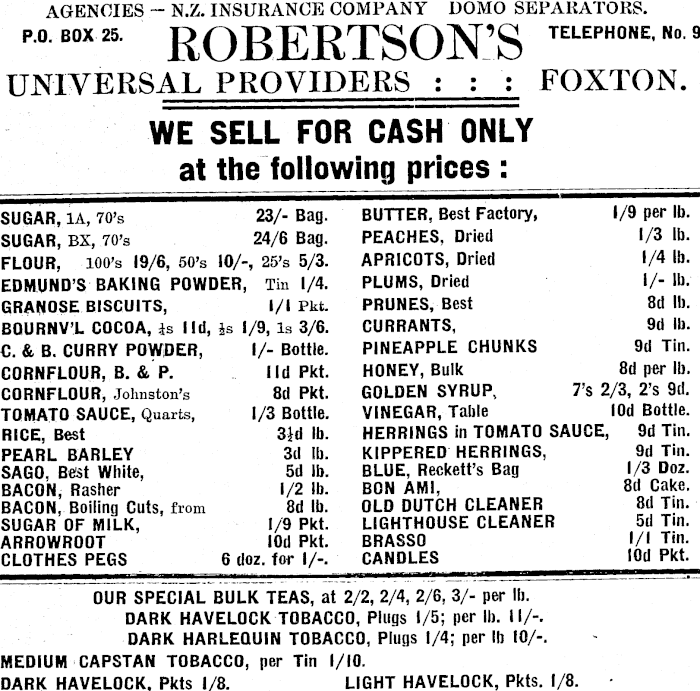 AGENCIES — N.Z. INSURANCE COMPANY DOMO SEPARATORS.
P.O. BOX 25.
ROBERTSON'S
TELEPHONE, No. 9
UNIVERSAL PROVIDERS : : : FOXTON.
WE SELL FOR CASH ONLY
at the following prices :
SUGAR, 1A, 70's 23/- Bag.
SUGAR, BX, 70's 24/6 Bag.
FLOUR, 100's 19/6, 50's 10/-, 25's 5/3.
EDMUND'S BAKING POWDER, Tin 1/4.
GRANOSE BISCUITS, 1/1 Pkt.
BOURNV'L COCOA, ¼s 11d, ½s 1/9, 1s 3/6.
C. & B. CURRY POWDER, 1/- Bottle.
CORNFLOUR, B. & P. 11d Pkt.
CORNFLOUR, Johnston's 8d Pkt.
TOMATO SAUCE, Quarts, 1/3 Bottle.
RICE, Best 3½d lb.
PEARL BARLEY 3d lb.
SAGO, Best White, 5d lb.
BACON, Rasher 1/2 lb.
BACON, Boiling Cuts, from 8d lb.
SUGAR OF MILK, 1/9 Pkt.
ARROWROOT 10d Pkt.
CLOTHES PEGS 6 doz. for 1/-.
BUTTER, Best Factory, 1/9 per lb.
PEACHES, Dried 1/3 lb.
APRICOTS, Dried 1/4 lb.
PLUMS, Dried 1/- lb.
PRUNES, Best 8d lb.
CURRANTS, 9d lb.
PINEAPPLE CHUNKS 9d Tin.
HONEY, Bulk 8d per lb.
GOLDEN SYRUP, 7's 2/3, 2's 9d.
VINEGAR, Table 10d Bottle.
HERRINGS in TOMATO SAUCE, 9d Tin.
KIPPERED HERRINGS, 9d Tin.
BLUE, Reckett's Bag 1/3 Doz.
BON AMI, 8d Cake.
OLD DUTCH CLEANER 8d Tin.
LIGHTHOUSE CLEANER 5d Tin.
BRASSO 1/1 Tin.
CANDLES 10d Pkt.
OUR SPECIAL BULK TEAS, at 2/2, 2/4, 2/6, 3/- per lb.
DARK HAVELOCK TOBACCO, Plugs 1/5; per lb. 11/-.
DARK HARLEQUIN TOBACCO, Plugs 1/4; per lb 10/-.
MEDIUM CAPSTAN TOBACCO, per Tin 1/10.
DARK HAVELOCK, Pkts 1/8. LIGHT HAVELOCK, Pkts. 1/8.